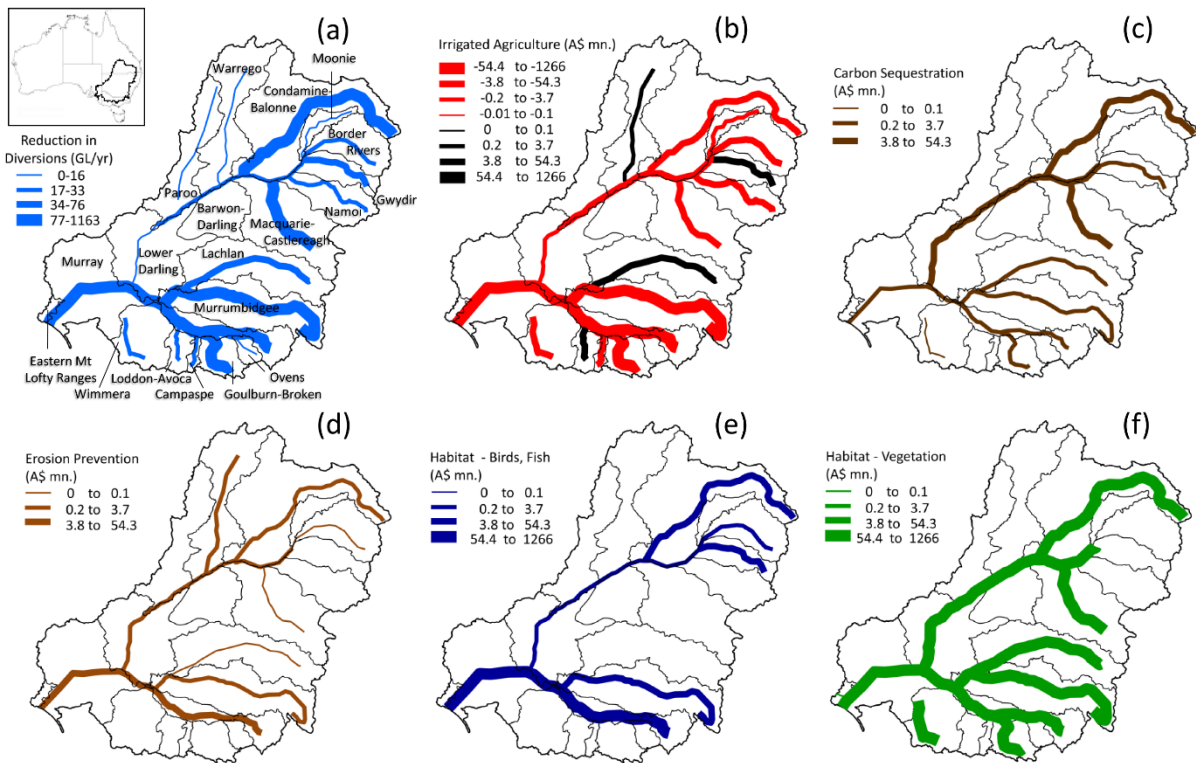 (a)
Reduction in
Diversions (GL/yr)
0-16
17-33
34-76
77-1163
Warrego
Moonie
Condamine-
Balonne
Border
Rivers
Paroo
Gwydir
Barwon-
Darling
Namoi
Macquarie-
Castlereagh
Murray
Lower
Darling
Lachlan
Murrumbidgee
Eastern Mt
Lofty Ranges
Wimmera
Loddon-Avoca
Campaspe
Ovens
Goulburn-Broken
(b)
Irrigated Agriculture (A$ mn.)
-54.4 to -1266
-3.8 to -54.3
-0.2 to -3.7
-0.01 to -0.1
0 to 0.1
0.2 to 3.7
3.8 to 54.3
54.4 to 1266
(c)
Carbon Sequestration
(A$ mn.)
0 to 0.1
0.2 to 3.7
3.8 to 54.3
(d)
Erosion Prevention
(A$ mn.)
0 to 0.1
0.2 to 3.7
3.8 to 54.3
(e)
Habitat - Birds, Fish
(A$ mn.)
0 to 0.1
0.2 to 3.7
3.8 to 54.3
54.4 to 1266
(f)
Habitat - Vegetation
(A$ mn.)
0 to 0.1
0.2 to 3.7
3.8 to 54.3
54.4 to 1266